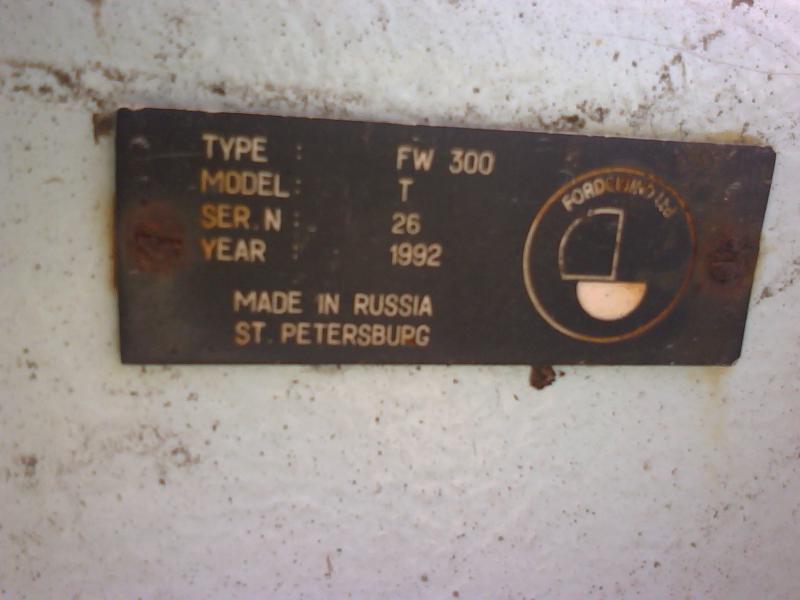 TYPE : FW 300
MODEL: T
SER. N : 26
YEAR : 1992
MADE IN RUSSIA
ST. PETERSBURG